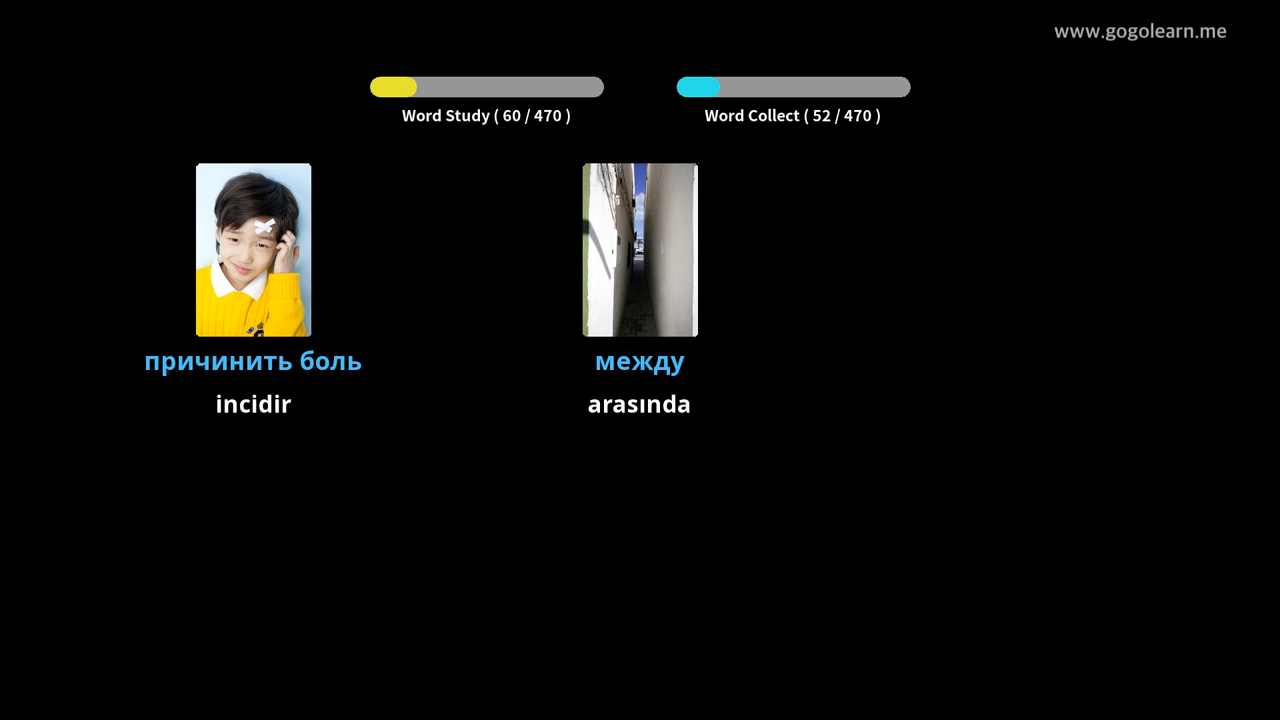 www.gogolearn.me
Word Study ( 60 / 470 )
Word Collect ( 52 / 470 )
причинить боль
incidir
между
arasında